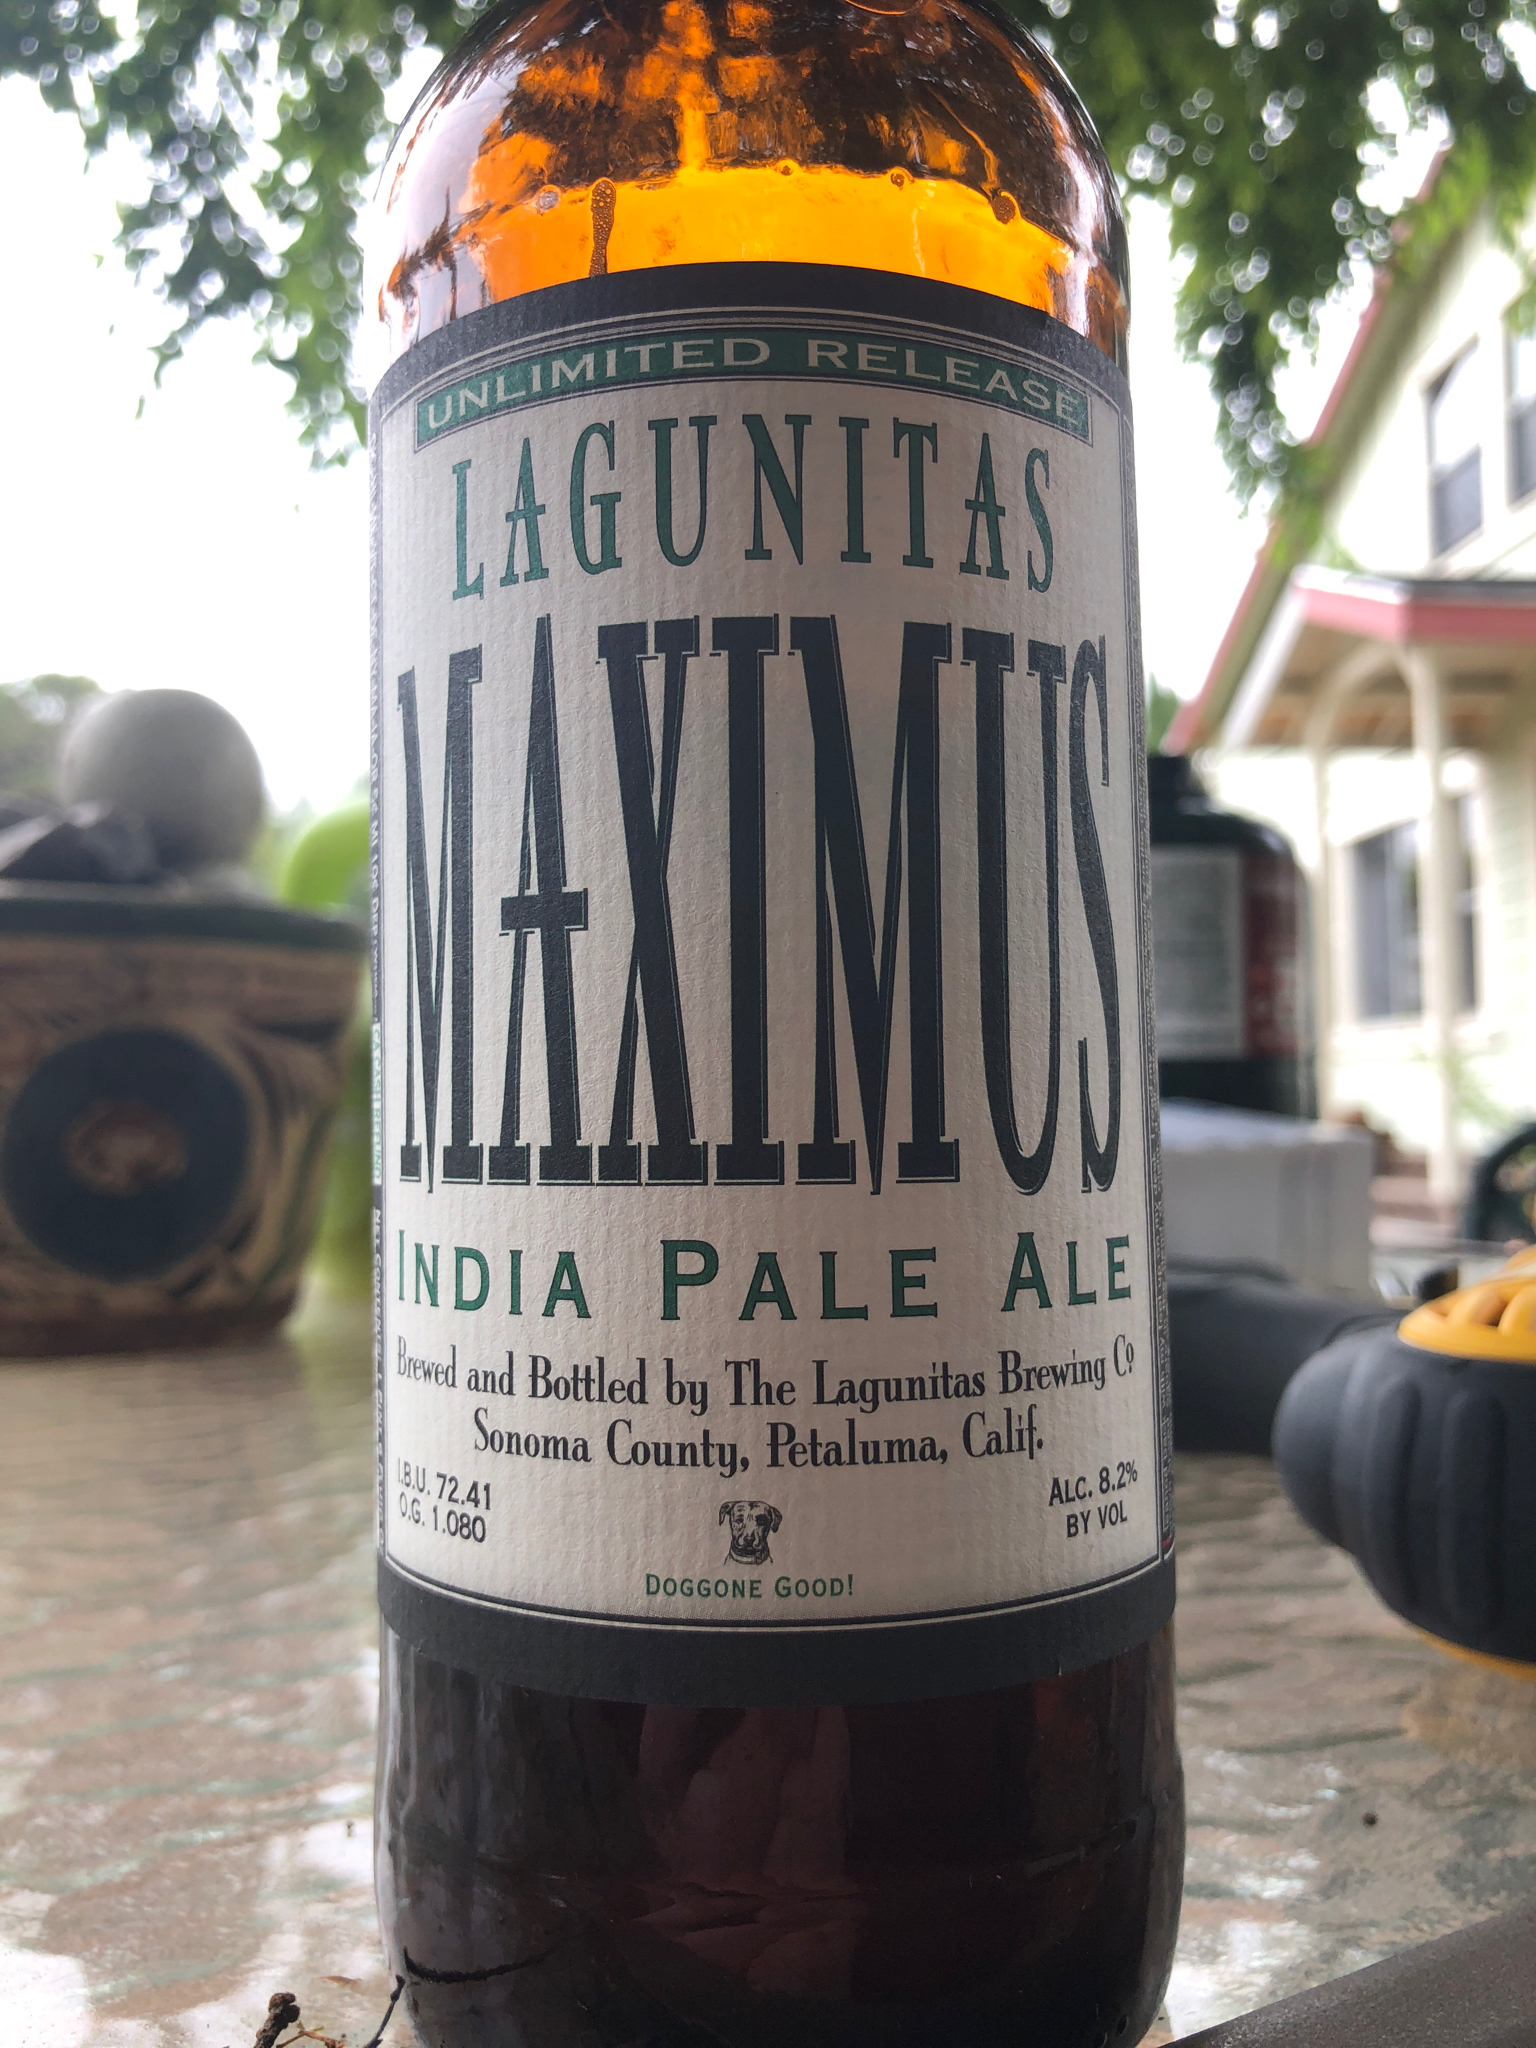 UNLIMITED RELEASE
LAGUNITAS
MAXIMUS
INDIA PALE ALE
Brewed and Bottled by The Lagunitas Brewing Co
Sonoma County, Petaluma, Calif.
I.B.U. 72.41
O.G. 1.080
ALC. 8.2%
BY VOL
DOGGONE GOOD!